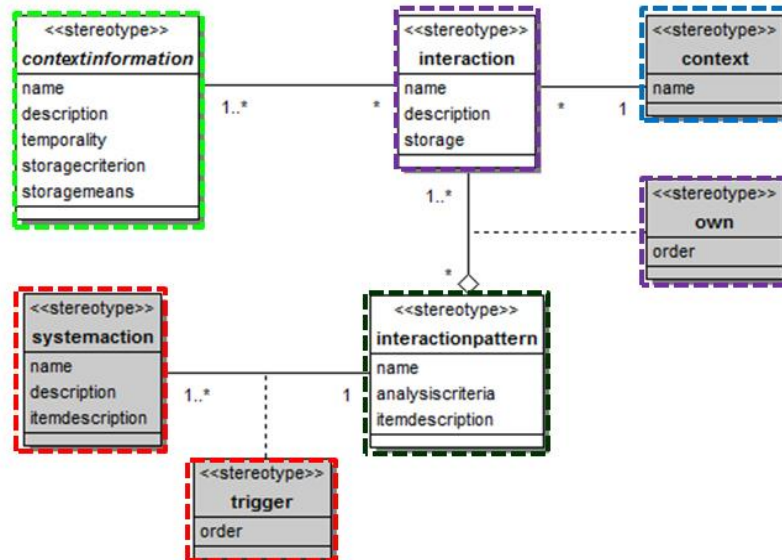 <<stereotype>>
contextinformation
name
description
temporality
storagecriterion
storagemeans
1..*
*
<<stereotype>>
interaction
name
description
storage
*
1
<<stereotype>>
context
name
1..*
<<stereotype>>
own
order
*
<<stereotype>>
systemaction
name
description
itemdescription
1..*
1
<<stereotype>>
interactionpattern
name
analysiscriteria
itemdescription
<<stereotype>>
trigger
order